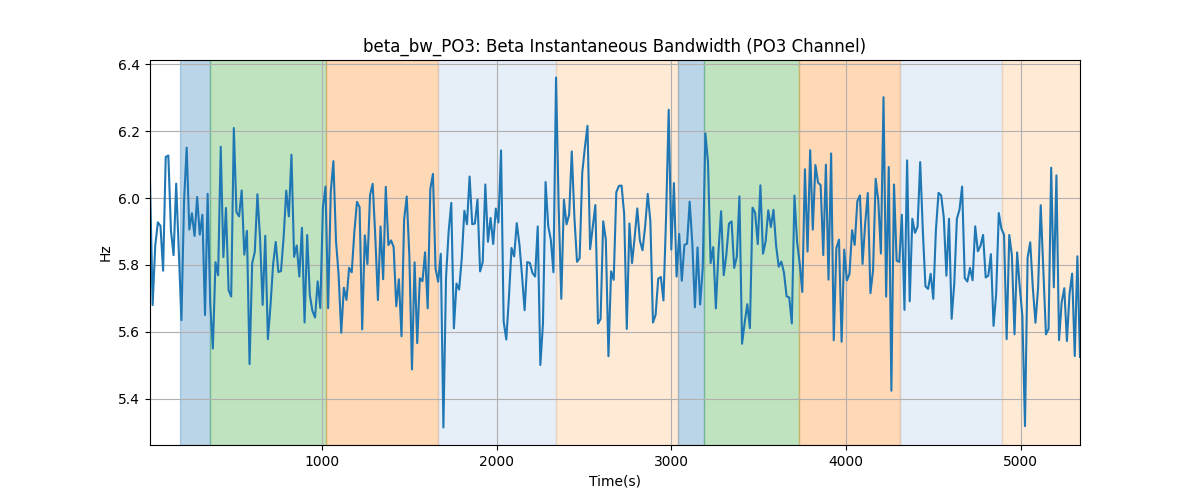 beta_bw_PO3: Beta Instantaneous Bandwidth (PO3 Channel)
6.4
6.2
6.0
5.8
5.6
5.4
Hz
1000 2000 3000 4000 5000
Time(s)